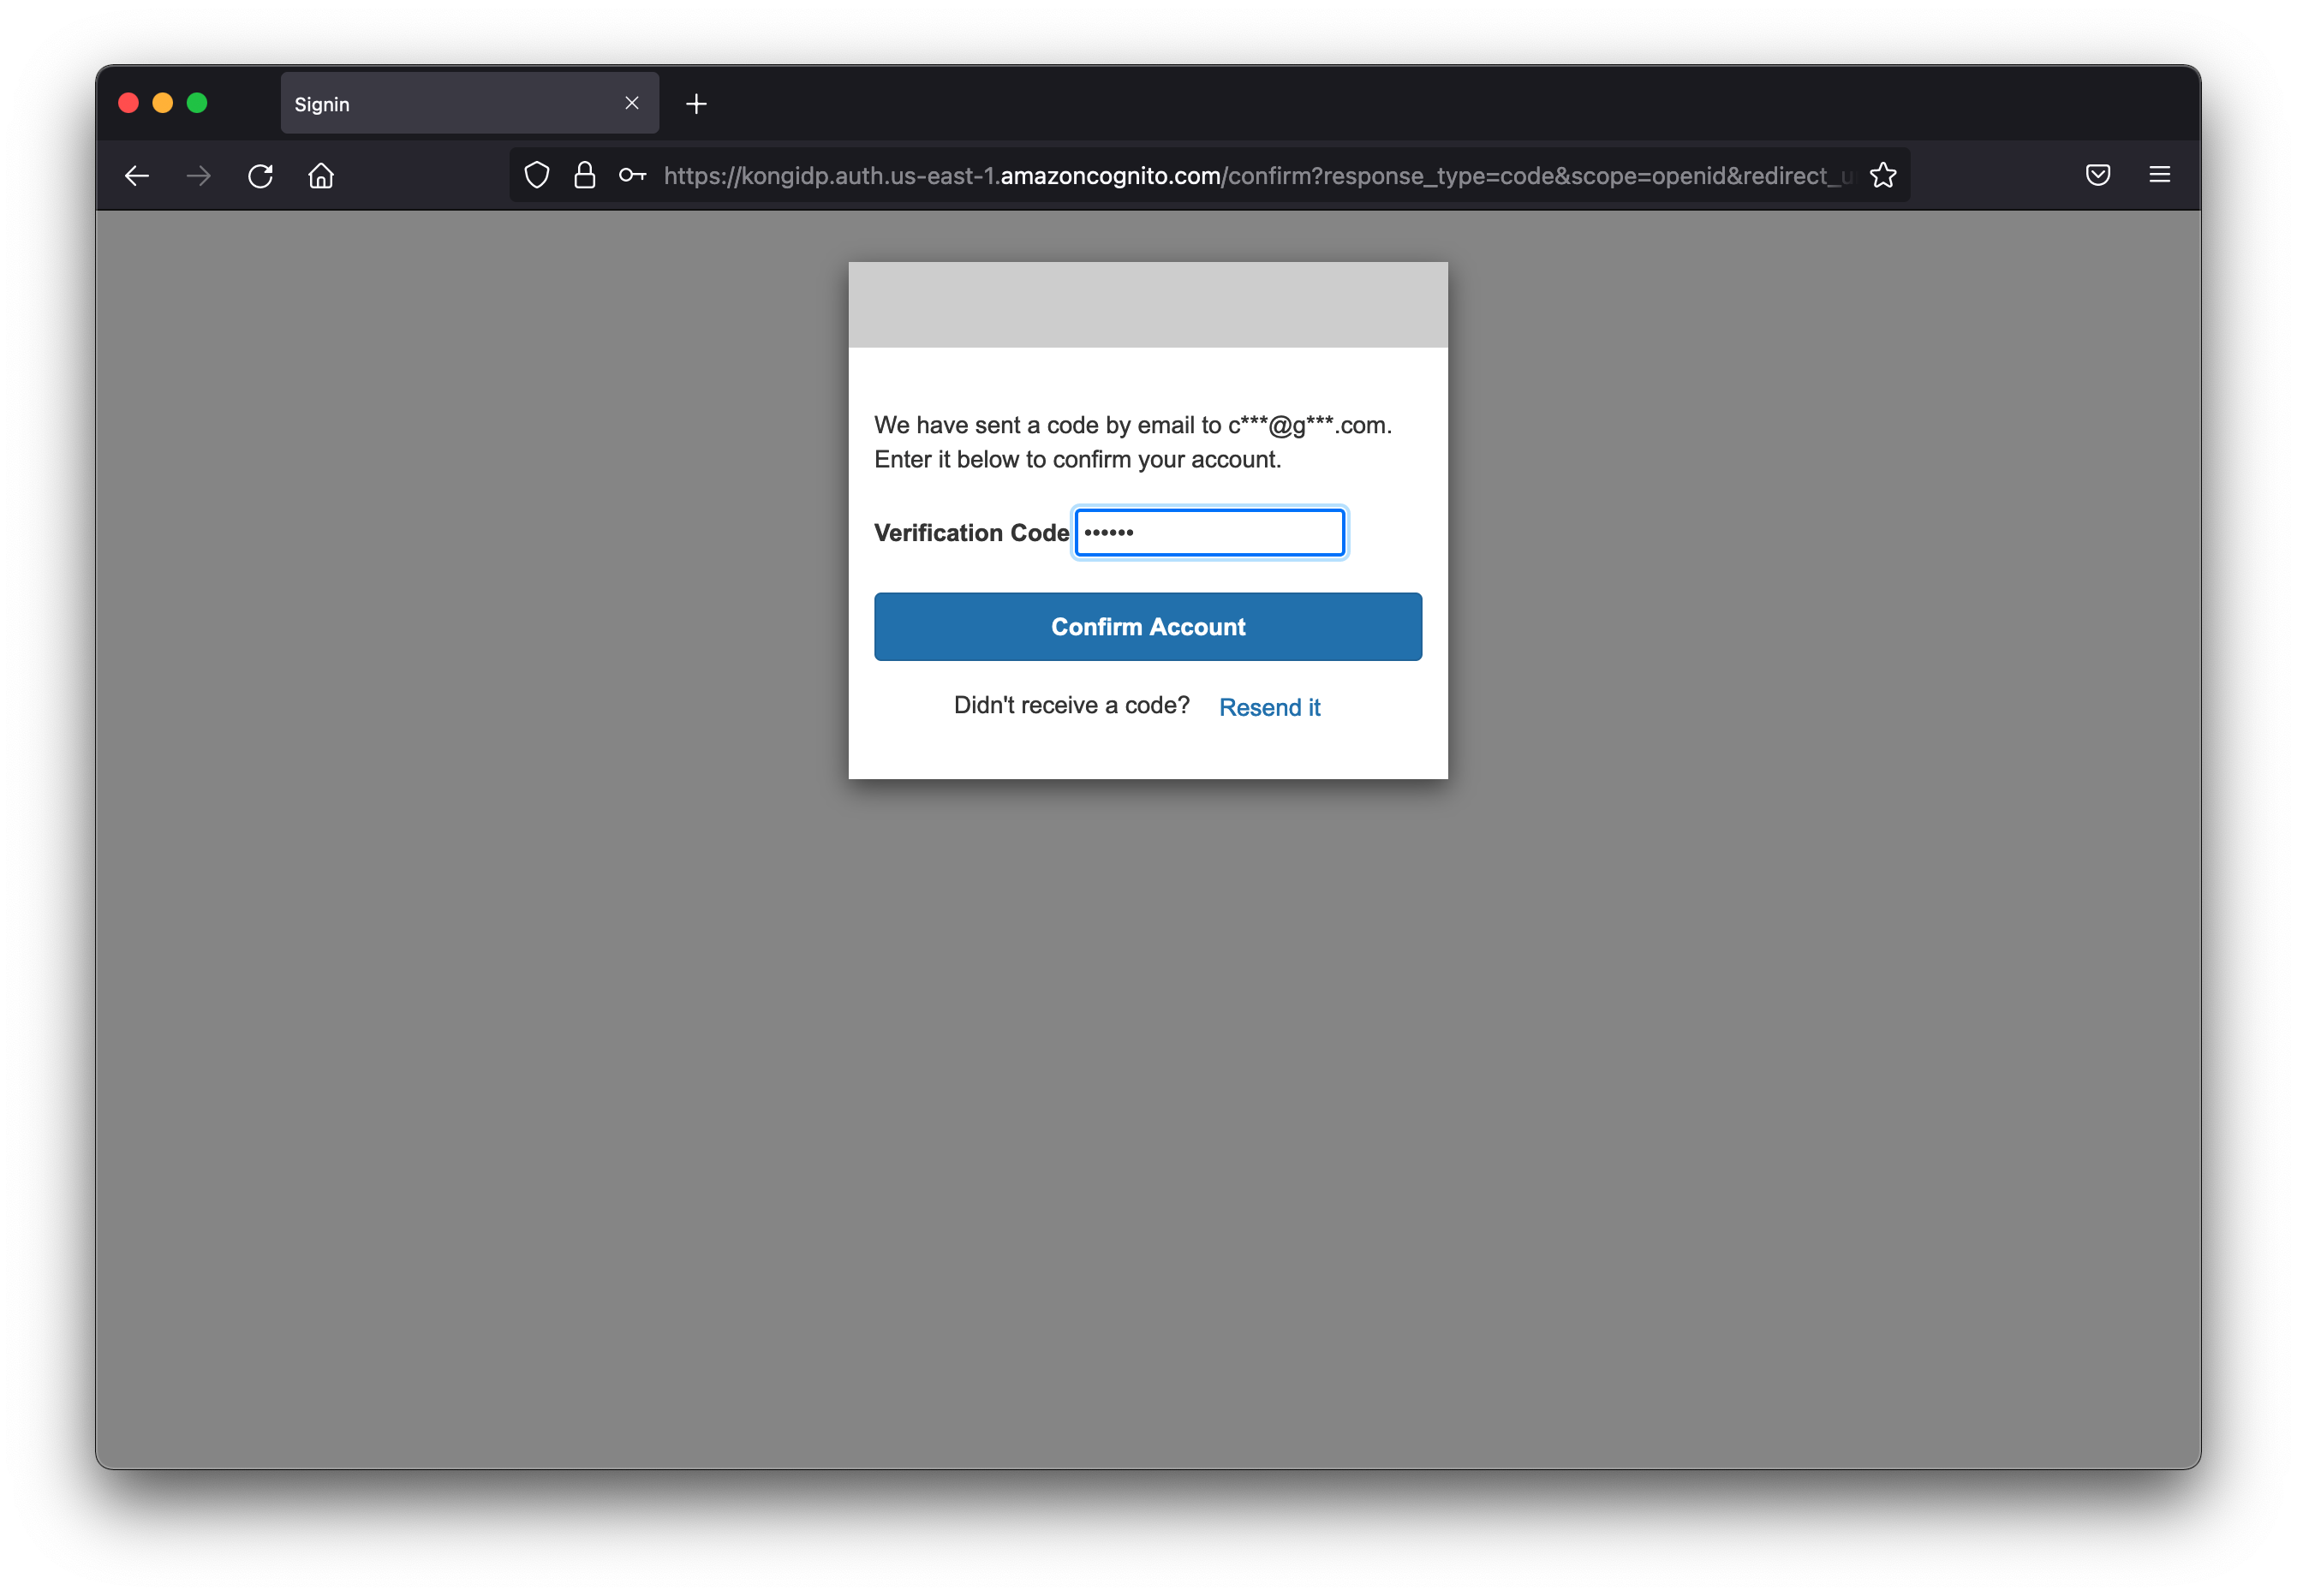 Signin
https://kongidp.auth.us-east-1.amazoncognito.com/confirm?response_type=code&scope=openid&redirect_u
We have sent a code by email to c***@g***.com.
Enter it below to confirm your account.
Verification Code ••••••
Confirm Account
Didn't receive a code? Resend it